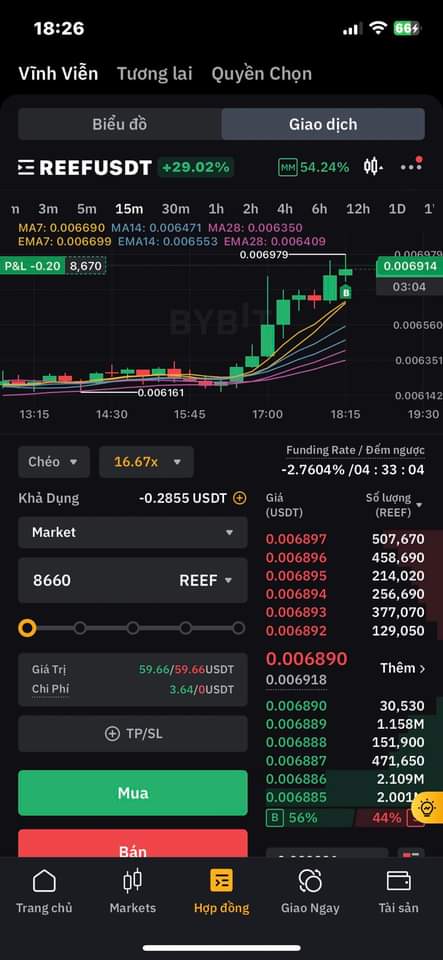 18:26
66
Vĩnh Viễn Tương lai Quyền Chọn
Biểu đồ Giao dịch
REEFUSDT +29.02% MM 54.24%
m 3m 5m 15m 30m 1h 2h 4h 6h 12h 1D 1
MA7: 0.006690 MA14: 0.006471 MA28: 0.006350
EMA7: 0.006699 EMA14: 0.006553 EMA28: 0.006409
0.006979
0.006979
P&L -0.20 8,670
0.006914
03:04
B
BYBIT
0.006560
0.006351
0.006161
0.006142
13:15 14:30 15:45 17:00 18:15 19:30
Chéo 16.67x
Funding Rate / Đếm ngược
-2.7604% /04 : 33 : 04
Khả Dụng -0.2855 USDT
Giá
(USDT)
Số lượng
(REEF)
Market
8660 REEF
0.006897 507,670
0.006896 458,690
0.006895 214,020
0.006894 256,690
0.006893 377,070
0.006892 129,050
0.006890
0.006918
Thêm
Giá Trị 59.66/59.66USDT
Chi Phí 3.64/0USDT
TP/SL
0.006890 30,530
0.006889 1.158M
0.006888 151,900
0.006887 471,650
0.006886 2.109M
0.006885 2.001M
B 56% 44%
Mua
Bán
Trang chủ Markets Hợp đồng Giao Ngay Tài sản